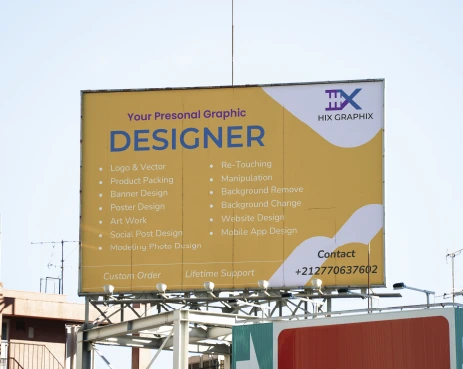 HIX GRAPHIX
Your Presonal Graphic
DESIGNER
Logo & Vector
Product Packing
Banner Design
Poster Design
Art Work
Social Post Design
Modeling Photo Design
Re-Touching
Manipulation
Background Remove
Background Change
Website Design
Mobile App Design
Custom Order
Lifetime Support
Contact
+212770637602